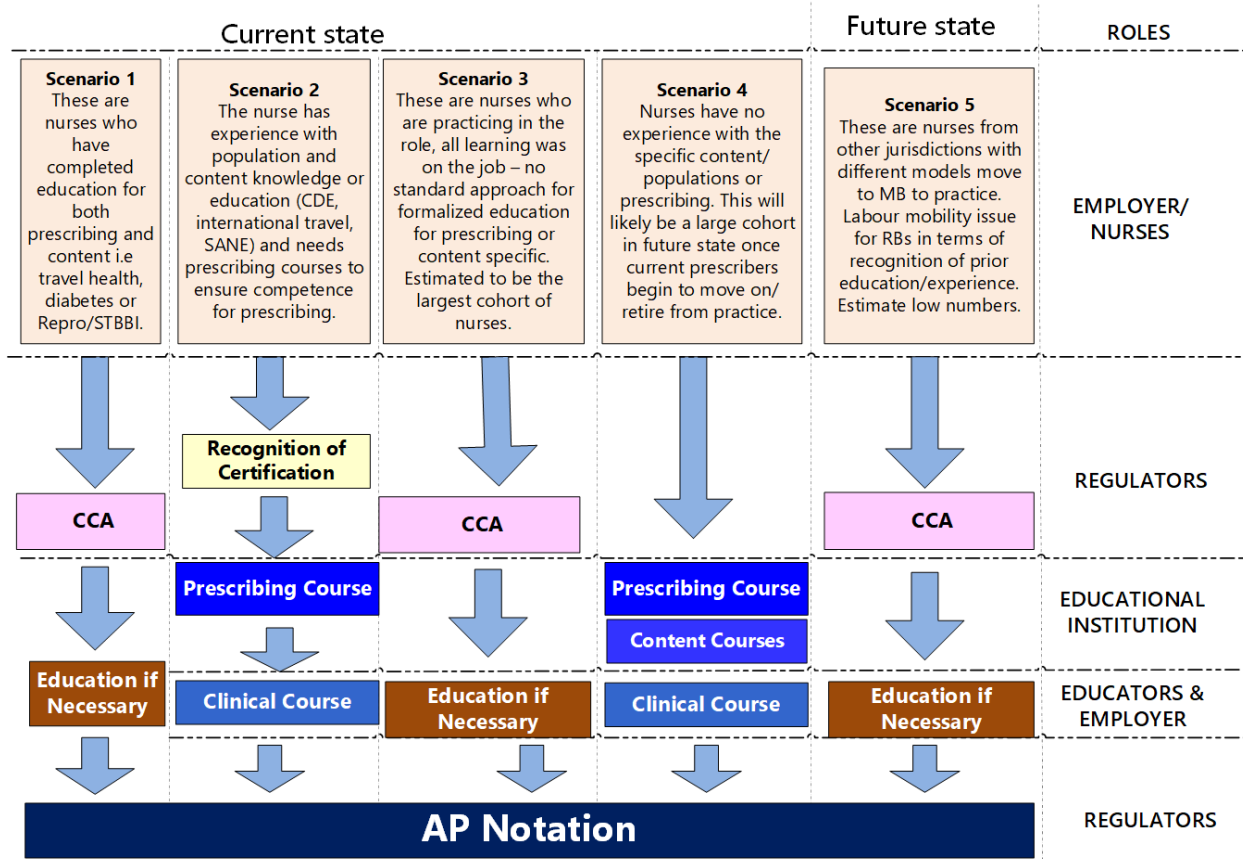 Current state
Future state
ROLES
Scenario 1
These are
nurses who
have
completed
education for
both
prescribing and
content i.e
travel health,
diabetes or
Repro/STBBI.
Scenario 2
The nurse has
experience with
population and
content knowledge or
education (CDE,
international travel,
SANE) and needs
prescribing courses to
ensure competence
for prescribing.
Scenario 3
These are nurses who
are practicing in the
role, all learning was
on the job – no
standard approach for
formalized education
for prescribing or
content specific.
Estimated to be the
largest cohort of
nurses.
Scenario 4
Nurses have no
experience with the
specific content/
populations or
prescribing. This will
likely be a large cohort
in future state once
current prescribers
begin to move on/
retire from practice.
Scenario 5
These are nurses from
other jurisdictions with
different models move
to MB to practice.
Labour mobility issue
for RBs in terms of
recognition of prior
education/experience.
Estimate low numbers.
EMPLOYER/
NURSES
Recognition of
Certification
REGULATORS
CCA
CCA
CCA
Prescribing Course
Prescribing Course
Content Courses
EDUCATIONAL
INSTITUTION
Education if
Necessary
Clinical Course
Education if
Necessary
Clinical Course
Education if
Necessary
EDUCATORS &
EMPLOYER
AP Notation
REGULATORS